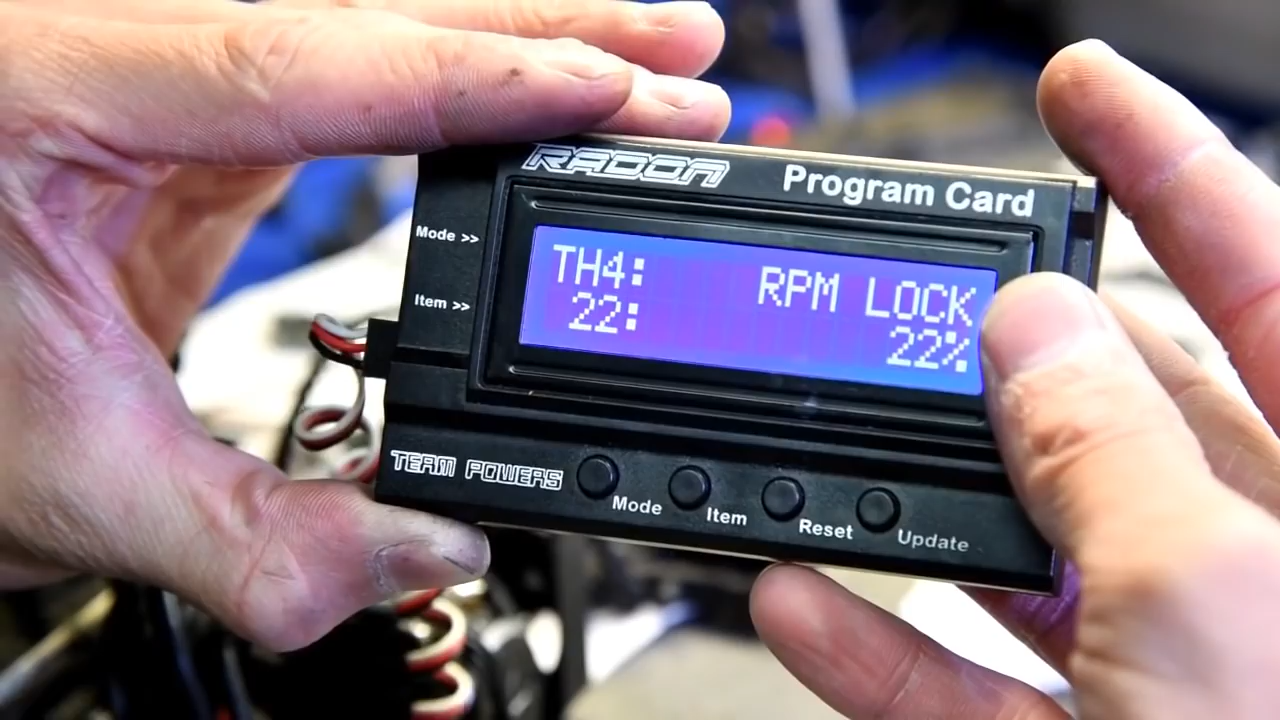 RADON
Program Card
Mode >>
TH4: RPM LOCK
Item >>
22: 22%
TEAM POWERS
Mode
Item
Reset
Update